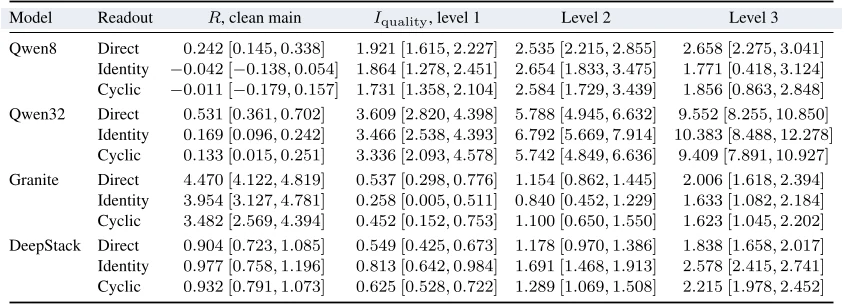 Model Readout R, clean main I_quality, level 1 Level 2 Level 3
Qwen8 Direct 0.242 [0.145, 0.338] 1.921 [1.615, 2.227] 2.535 [2.215, 2.855] 2.658 [2.275, 3.041]
Identity −0.042 [−0.138, 0.054] 1.864 [1.278, 2.451] 2.654 [1.833, 3.475] 1.771 [0.418, 3.124]
Cyclic −0.011 [−0.179, 0.157] 1.731 [1.358, 2.104] 2.584 [1.729, 3.439] 1.856 [0.863, 2.848]
Qwen32 Direct 0.531 [0.361, 0.702] 3.609 [2.820, 4.398] 5.788 [4.945, 6.632] 9.552 [8.255, 10.850]
Identity 0.169 [0.096, 0.242] 3.466 [2.538, 4.393] 6.792 [5.669, 7.914] 10.383 [8.488, 12.278]
Cyclic 0.133 [0.015, 0.251] 3.336 [2.093, 4.578] 5.742 [4.849, 6.636] 9.409 [7.891, 10.927]
Granite Direct 4.470 [4.122, 4.819] 0.537 [0.298, 0.776] 1.154 [0.862, 1.445] 2.006 [1.618, 2.394]
Identity 3.954 [3.127, 4.781] 0.258 [0.005, 0.511] 0.840 [0.452, 1.229] 1.633 [1.082, 2.184]
Cyclic 3.482 [2.569, 4.394] 0.452 [0.152, 0.753] 1.100 [0.650, 1.550] 1.623 [1.045, 2.202]
DeepStack Direct 0.904 [0.723, 1.085] 0.549 [0.425, 0.673] 1.178 [0.970, 1.386] 1.838 [1.658, 2.017]
Identity 0.977 [0.758, 1.196] 0.813 [0.642, 0.984] 1.691 [1.468, 1.913] 2.578 [2.415, 2.741]
Cyclic 0.932 [0.791, 1.073] 0.625 [0.528, 0.722] 1.289 [1.069, 1.508] 2.215 [1.978, 2.452]